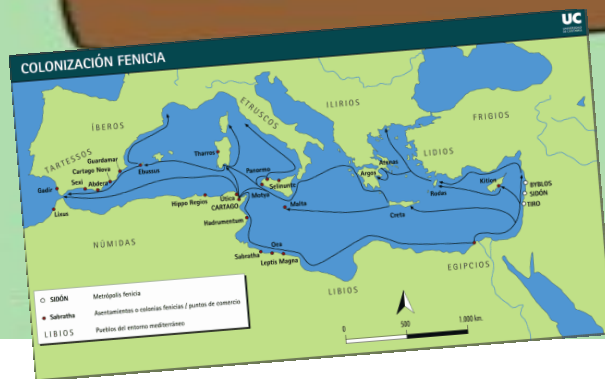 COLONIZACIÓN FENICIA
UC
ILIRIOS
ETRUSCOS
FRIGIOS
ÍBEROS
TARTESSOS
LIDIOS
Guardamar
Cartago Nova
Sexi
Abdera
Ebussus
Gadir
Lixus
Tharros
Panormo
Selinunte
Motya
Hippo Regios
Utica
CARTAGO
Malta
Hadrumentum
Atenas
Argos
Rodas
Kition
BYBLOS
SIDÓN
TIRO
Creta
NÚMIDAS
Sabratha
Oea
Leptis Magna
EGIPCIOS
LIBIOS
SIDÓN Metrópolis fenicia
Sabratha Asentamientos o colonias fenicias / puntos de comercio
LIBIOS Pueblos del entorno mediterráneo
0 500 1.000 km.